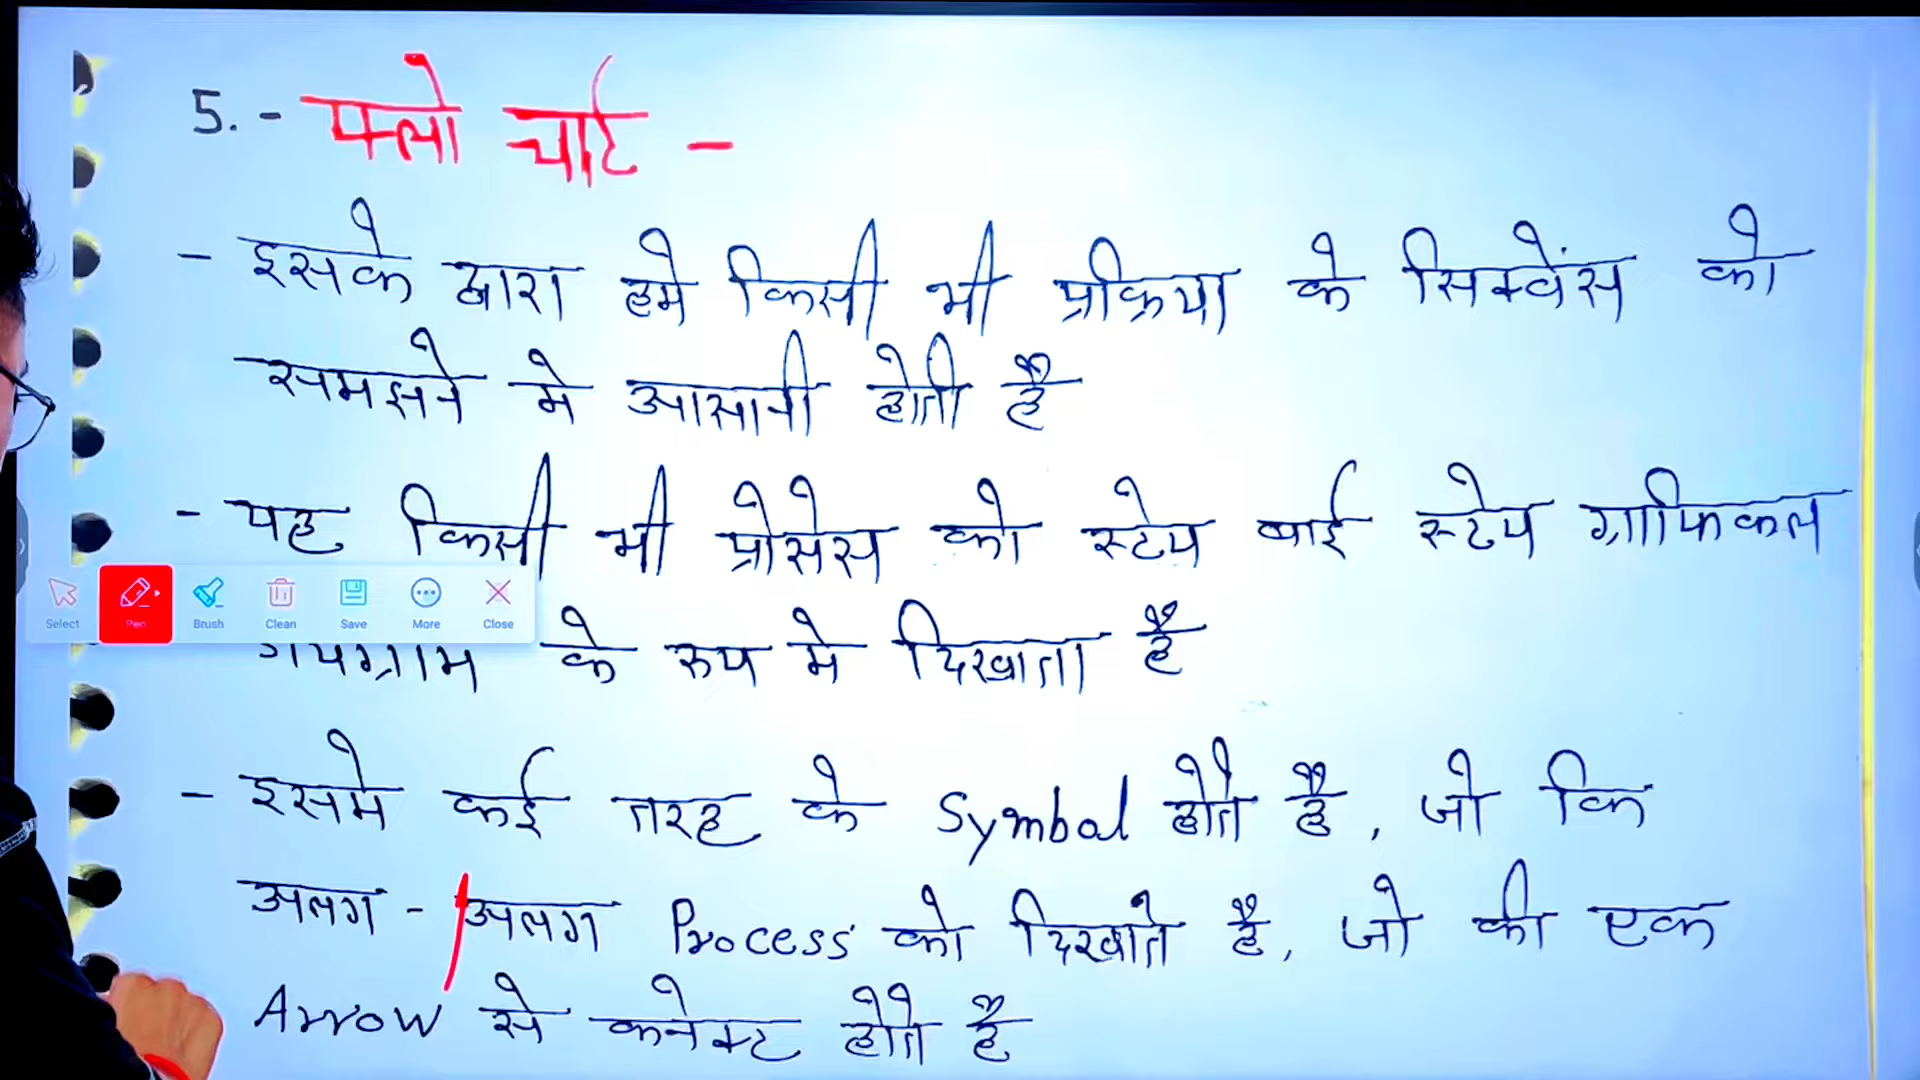 5. - फ्लो चार्ट -
- इसके द्वारा हमे किसी भी प्रक्रिया के सिक्वेंस को
समझने मे आसानी होती है
- यह किसी भी प्रोसेस को स्टेप बाई स्टेप ग्राफिकल
Select Pen Brush Clean Save More Close
के रूप मे दिखाता है
- इसमे कई तरह के Symbol होते है, जो कि
अलग - अलग Process को दिखाते है, जो की एक
Arrow से कनेक्ट होते है